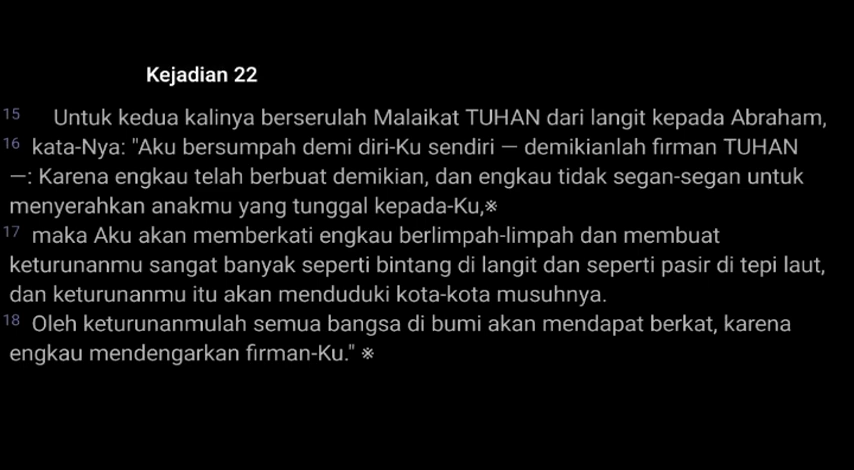 Kejadian 22
15 Untuk kedua kalinya berserulah Malaikat TUHAN dari langit kepada Abraham,
16 kata-Nya: "Aku bersumpah demi diri-Ku sendiri — demikianlah firman TUHAN
—: Karena engkau telah berbuat demikian, dan engkau tidak segan-segan untuk
menyerahkan anakmu yang tunggal kepada-Ku,※
17 maka Aku akan memberkati engkau berlimpah-limpah dan membuat
keturunanmu sangat banyak seperti bintang di langit dan seperti pasir di tepi laut,
dan keturunanmu itu akan menduduki kota-kota musuhnya.
18 Oleh keturunanmulah semua bangsa di bumi akan mendapat berkat, karena
engkau mendengarkan firman-Ku." ※